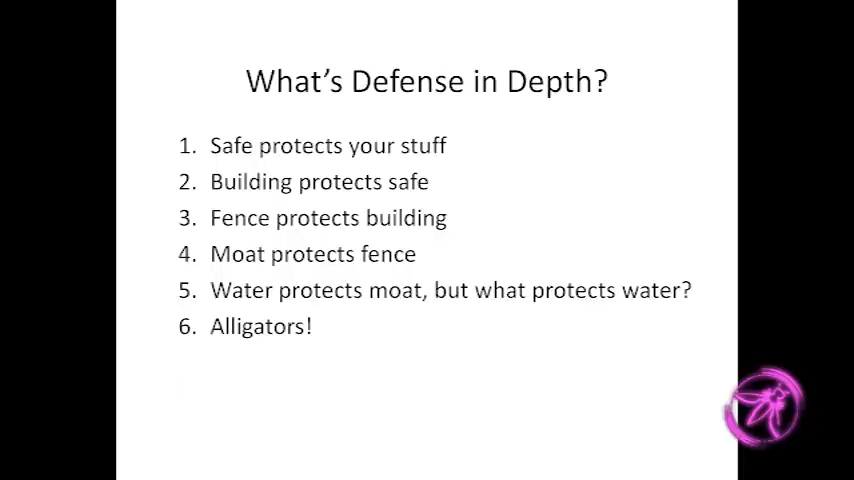 What's Defense in Depth?
1. Safe protects your stuff
2. Building protects safe
3. Fence protects building
4. Moat protects fence
5. Water protects moat, but what protects water?
6. Alligators!